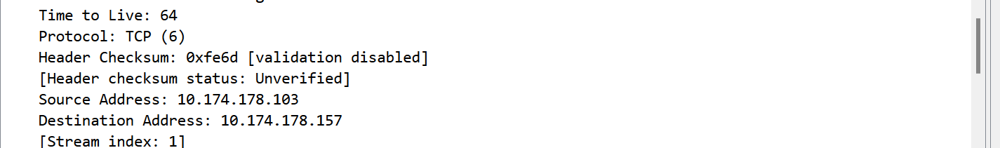 Time to Live: 64
Protocol: TCP (6)
Header Checksum: 0xfe6d [validation disabled]
[Header checksum status: Unverified]
Source Address: 10.174.178.103
Destination Address: 10.174.178.157
[Stream index: 1]